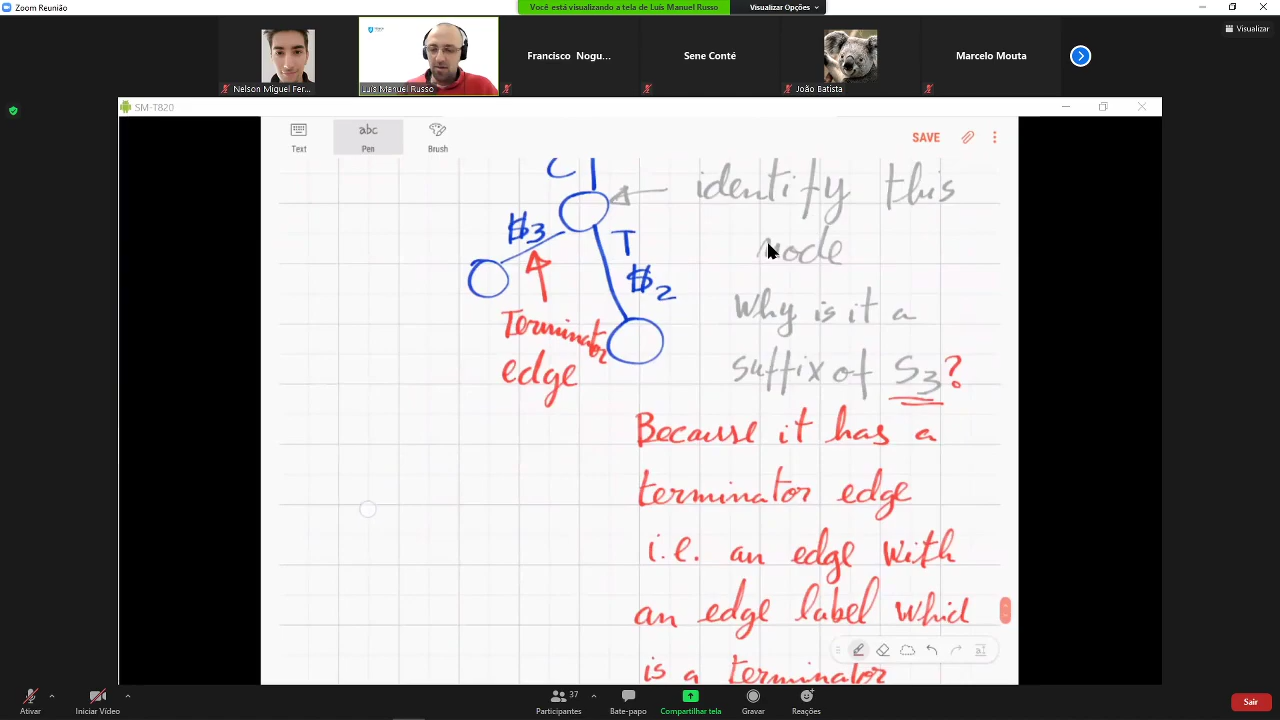 Zoom Reunião
Você está visualizando a tela de Luís Manuel Russo
Visualizar Opções
Visualizar
Nelson Miguel Fer...
Luís Manuel Russo
Francisco Nogu...
Sene Conté
João Batista
Marcelo Mouta
SM-T820
Text
abc
Pen
Brush
SAVE
C
identify this
node
$3
T
$2
Terminator
edge
Why is it a
suffix of S3?
Because it has a
terminator edge
i.e. an edge with
an edge label which
is a terminator
Ativar
Iniciar Vídeo
37
Participantes
Bate-papo
Compartilhar tela
Gravar
Reações
Sair